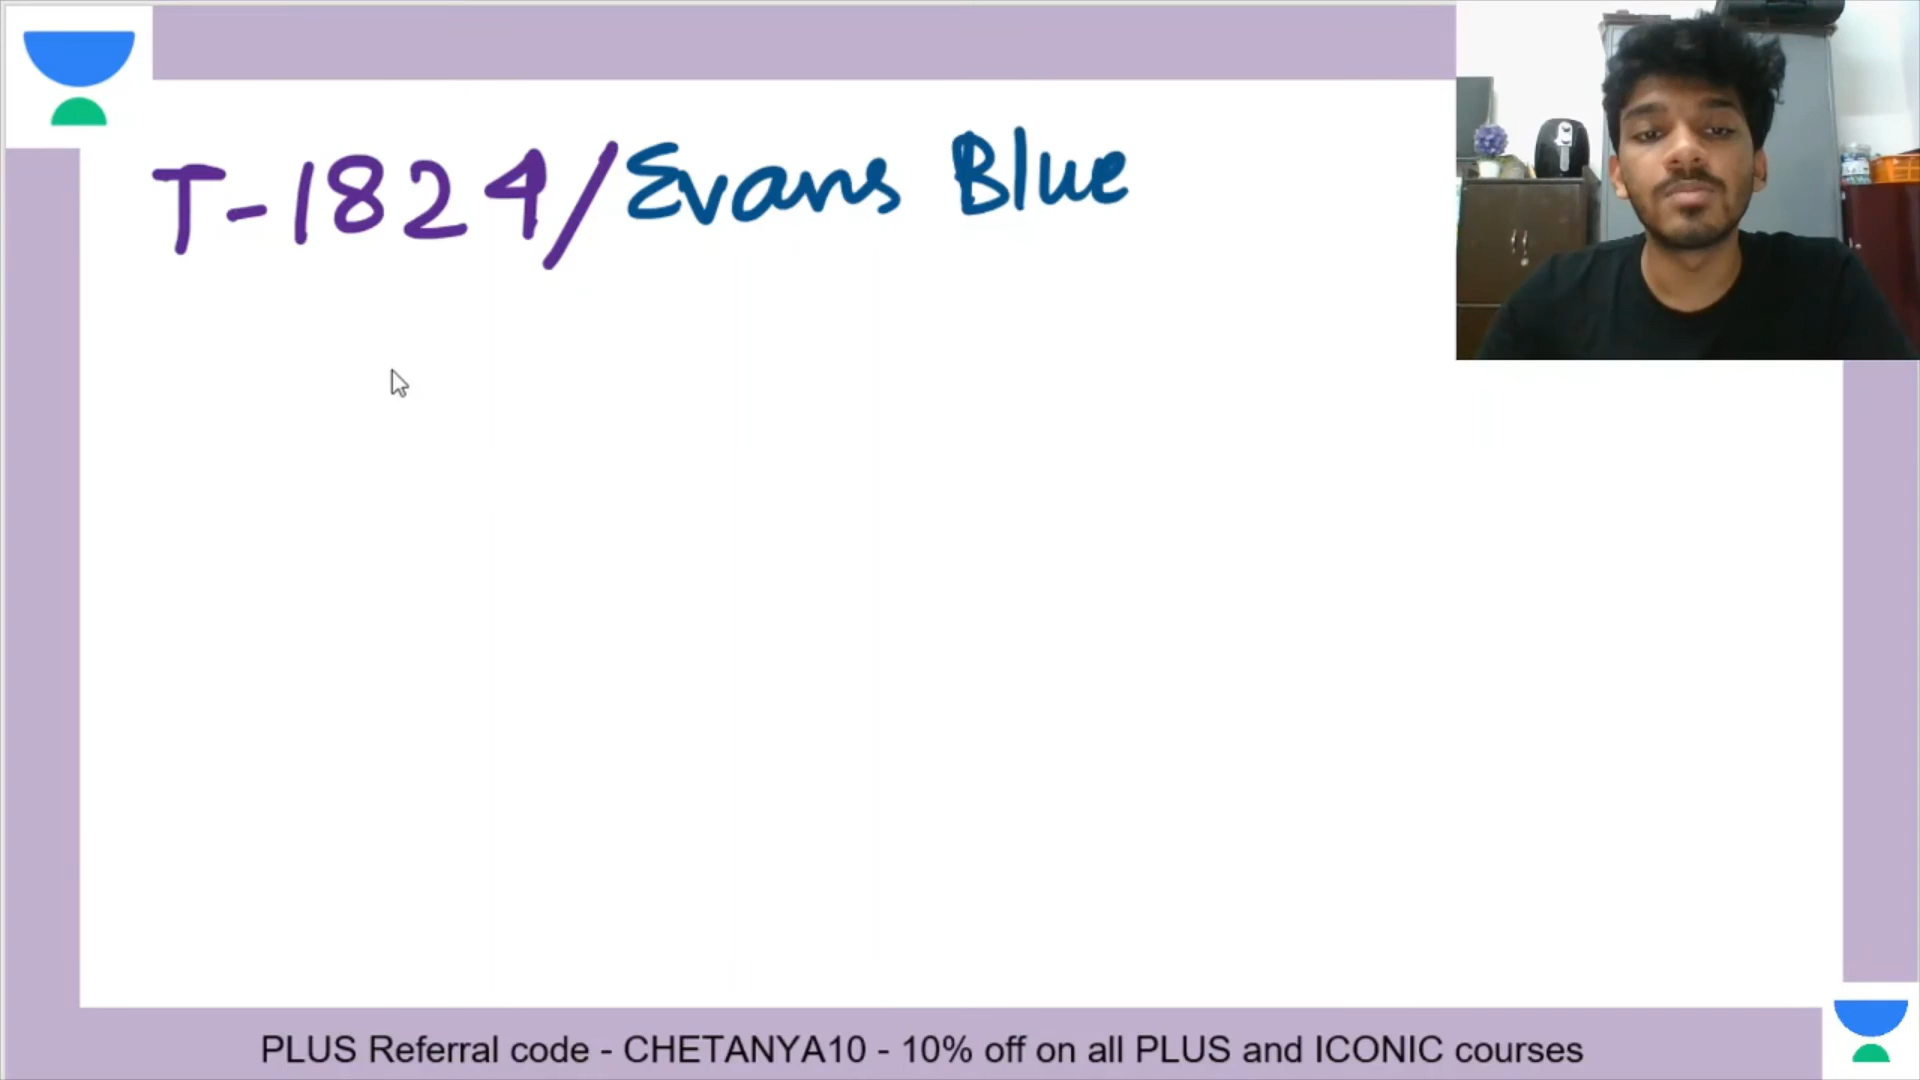 T-1824/Evans Blue
PLUS Referral code - CHETANYA10 - 10% off on all PLUS and ICONIC courses